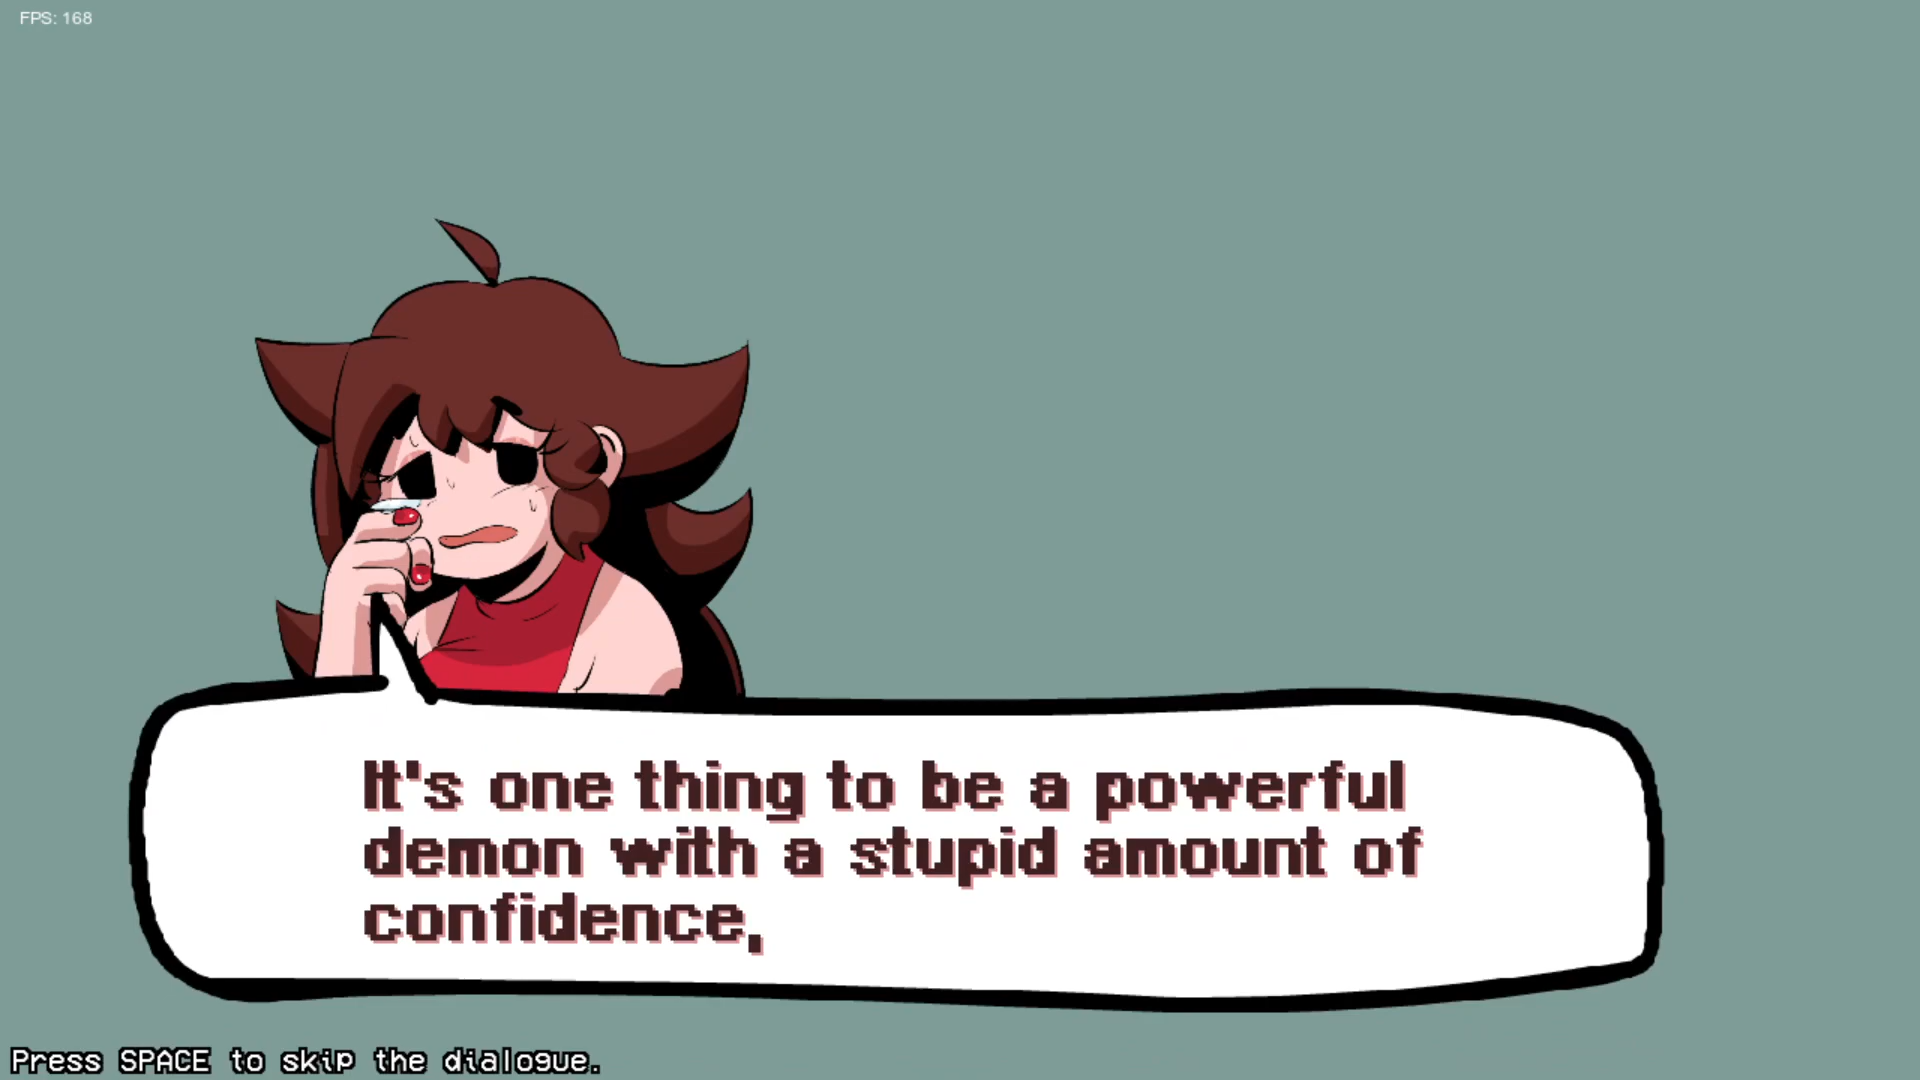 FPS: 168
It's one thing to be a powerful
demon with a stupid amount of
confidence,
Press SPACE to skip the dialogue.